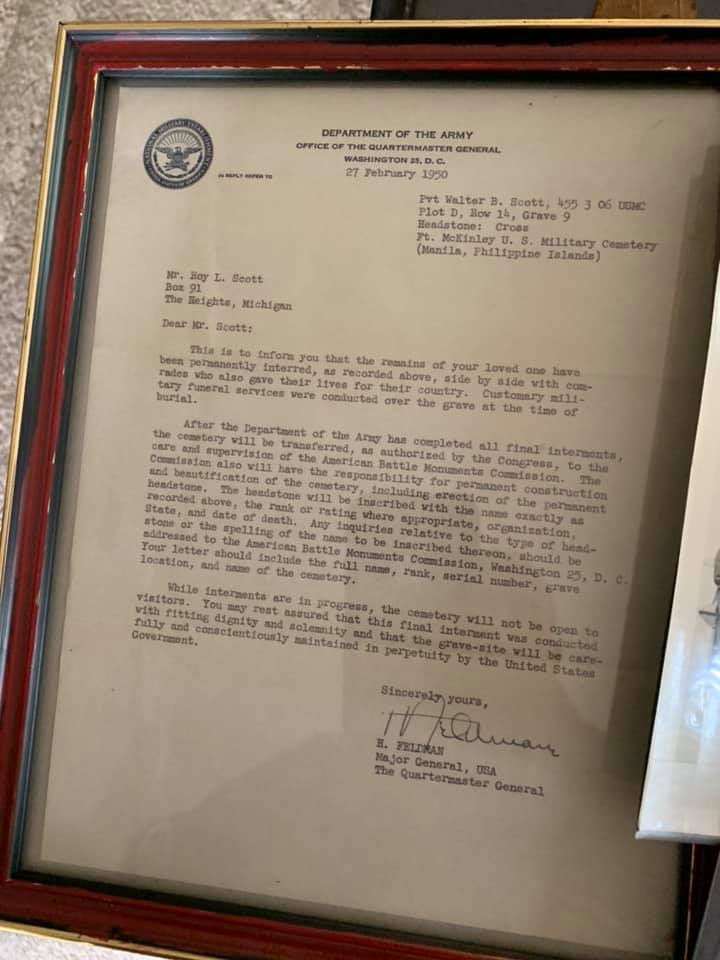 DEPARTMENT OF THE ARMY
OFFICE OF THE QUARTERMASTER GENERAL
WASHINGTON 25, D. C.
IN REPLY REFER TO
27 February 1950
Pvt Walter B. Scott, 455 3 06 USMC
Plot D, Row 14, Grave 9
Headstone: Cross
Ft. McKinley U. S. Military Cemetery
(Manila, Philippine Islands)
Mr. Roy L. Scott
Box 91
The Heights, Michigan
Dear Mr. Scott:
This is to inform you that the remains of your loved one have
been permanently interred, as recorded above, side by side with com-
rades who also gave their lives for their country. Customary mili-
tary funeral services were conducted over the grave at the time of
burial.
After the Department of the Army has completed all final interments,
the cemetery will be transferred, as authorized by the Congress, to the
care and supervision of the American Battle Monuments Commission. The
Commission also will have the responsibility for permanent construction
and beautification of the cemetery, including erection of the permanent
headstone. The headstone will be inscribed with the name exactly as
recorded above, the rank or rating where appropriate, organization,
State, and date of death. Any inquiries relative to the type of head-
stone or the spelling of the name to be inscribed thereon, should be
addressed to the American Battle Monuments Commission, Washington 25, D. C.
Your letter should include the full name, rank, serial number, grave
location, and name of the cemetery.
While interments are in progress, the cemetery will not be open to
visitors. You may rest assured that this final interment was conducted
with fitting dignity and solemnity and that the grave-site will be care-
fully and conscientiously maintained in perpetuity by the United States
Government.
Sincerely yours,
H Feldman
H. FELDMAN
Major General, USA
The Quartermaster General